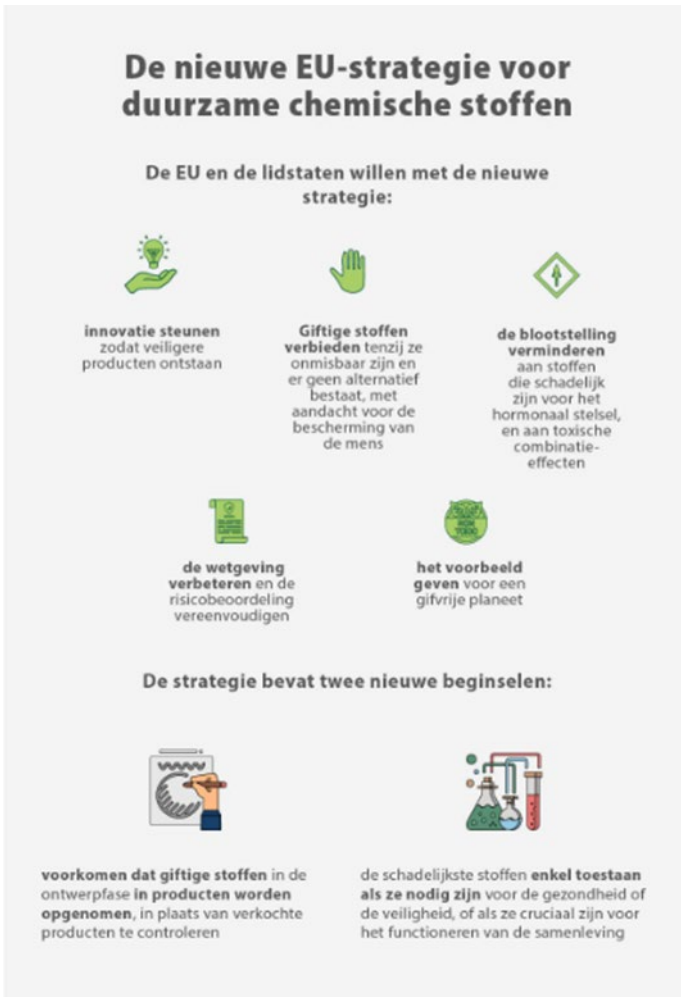 De nieuwe EU-strategie voor
duurzame chemische stoffen
De EU en de lidstaten willen met de nieuwe
strategie:
innovatie steunen
zodat veiligere
producten ontstaan
Giftige stoffen
verbieden tenzij ze
onmisbaar zijn en
er geen alternatief
bestaat, met
aandacht voor de
bescherming van
de mens
de blootstelling
verminderen
aan stoffen
die schadelijk
zijn voor het
hormonaal stelsel,
en aan toxische
combinatie-
effecten
de wetgeving
verbeteren en de
risicobeoordeling
vereenvoudigen
het voorbeeld
geven voor een
gifvrije planeet
De strategie bevat twee nieuwe beginselen:
voorkomen dat giftige stoffen in de
ontwerpfase in producten worden
opgenomen, in plaats van verkochte
producten te controleren
de schadelijkste stoffen enkel toestaan
als ze nodig zijn voor de gezondheid of
de veiligheid, of als ze cruciaal zijn voor
het functioneren van de samenleving